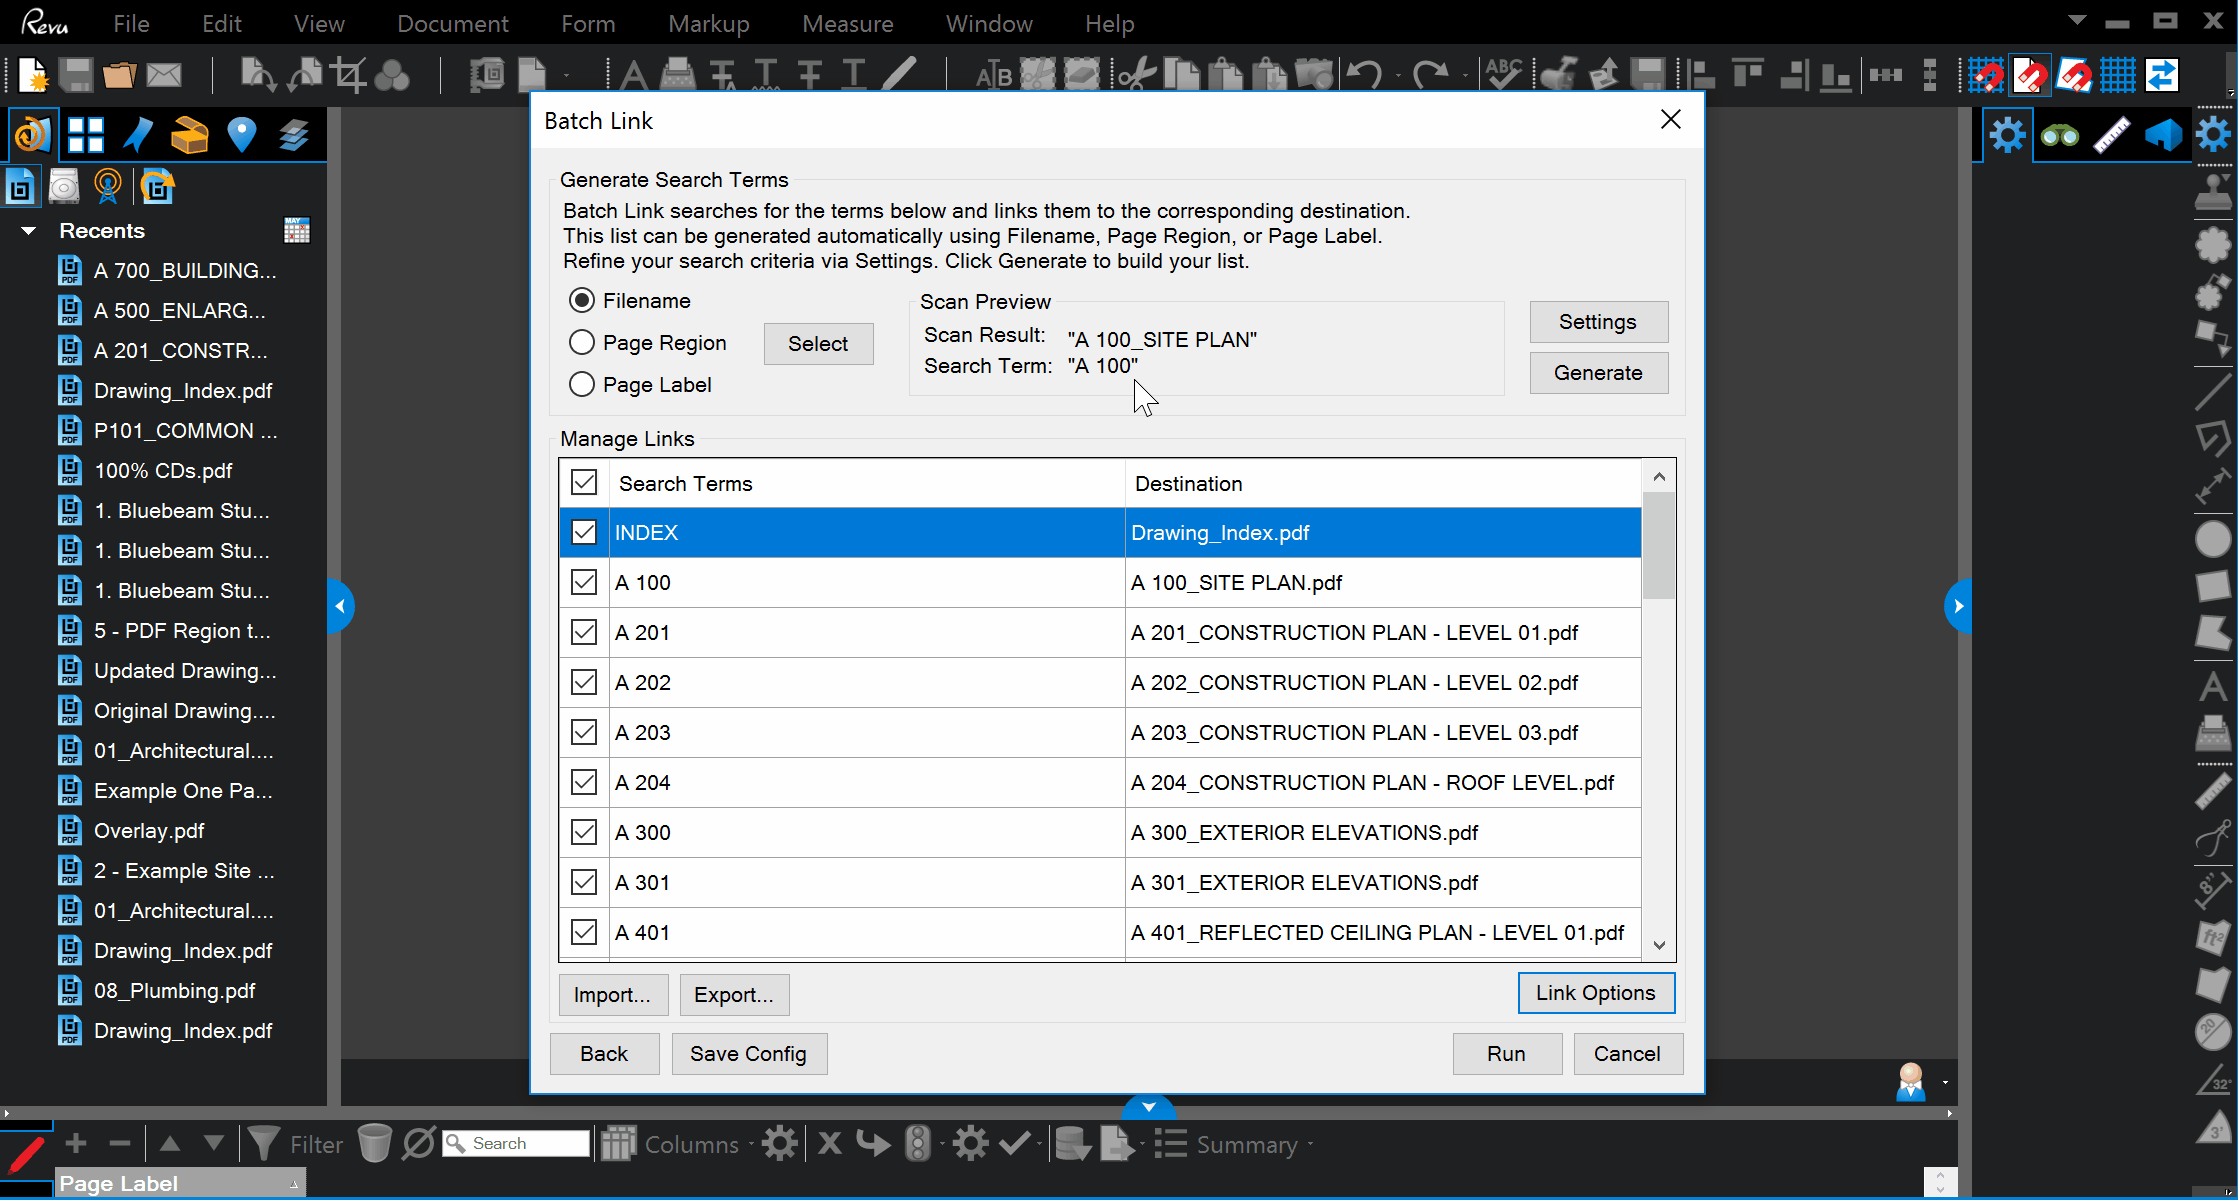 Revu File Edit View Document Form Markup Measure Window Help
Batch Link
Generate Search Terms
Batch Link searches for the terms below and links them to the corresponding destination.
This list can be generated automatically using Filename, Page Region, or Page Label.
Refine your search criteria via Settings. Click Generate to build your list.
Filename
Page Region
Select
Page Label
Scan Preview
Scan Result: "A 100_SITE PLAN"
Search Term: "A 100"
Settings
Generate
Manage Links
Search Terms Destination
INDEX Drawing_Index.pdf
A 100 A 100_SITE PLAN.pdf
A 201 A 201_CONSTRUCTION PLAN - LEVEL 01.pdf
A 202 A 202_CONSTRUCTION PLAN - LEVEL 02.pdf
A 203 A 203_CONSTRUCTION PLAN - LEVEL 03.pdf
A 204 A 204_CONSTRUCTION PLAN - ROOF LEVEL.pdf
A 300 A 300_EXTERIOR ELEVATIONS.pdf
A 301 A 301_EXTERIOR ELEVATIONS.pdf
A 401 A 401_REFLECTED CEILING PLAN - LEVEL 01.pdf
Import... Export... Link Options
Back Save Config Run Cancel
Recents
A 700_BUILDING...
A 500_ENLARG...
A 201_CONSTR...
Drawing_Index.pdf
P101_COMMON ...
100% CDs.pdf
1. Bluebeam Stu...
1. Bluebeam Stu...
1. Bluebeam Stu...
5 - PDF Region t...
Updated Drawing...
Original Drawing....
01_Architectural....
Example One Pa...
Overlay.pdf
2 - Example Site ...
01_Architectural....
Drawing_Index.pdf
08_Plumbing.pdf
Drawing_Index.pdf
Filter Search Columns Summary
Page Label